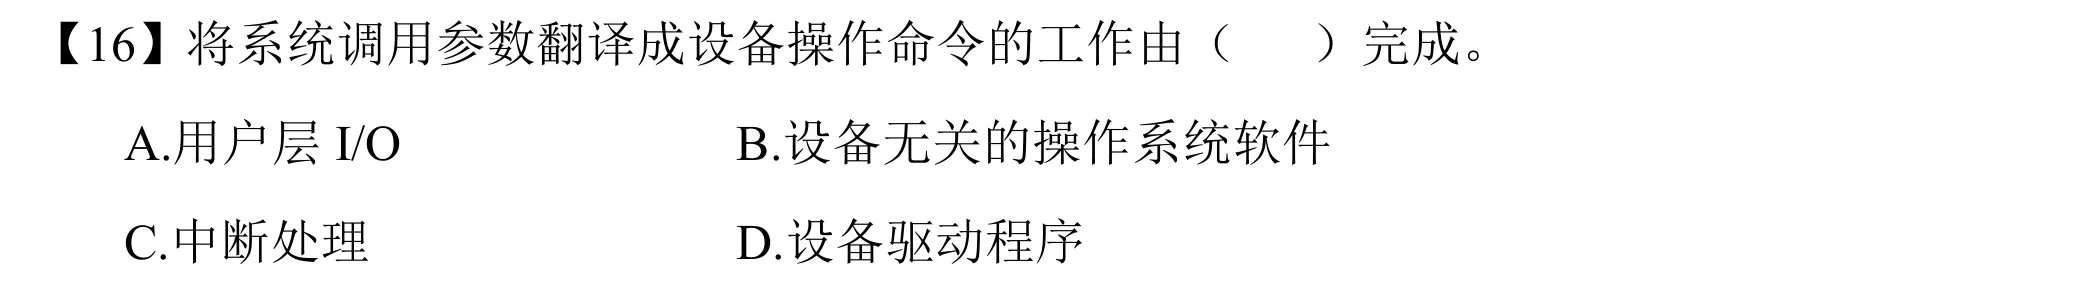 【16】将系统调用参数翻译成设备操作命令的工作由（　　）完成。
A.用户层 I/O　　B.设备无关的操作系统软件
C.中断处理　　D.设备驱动程序